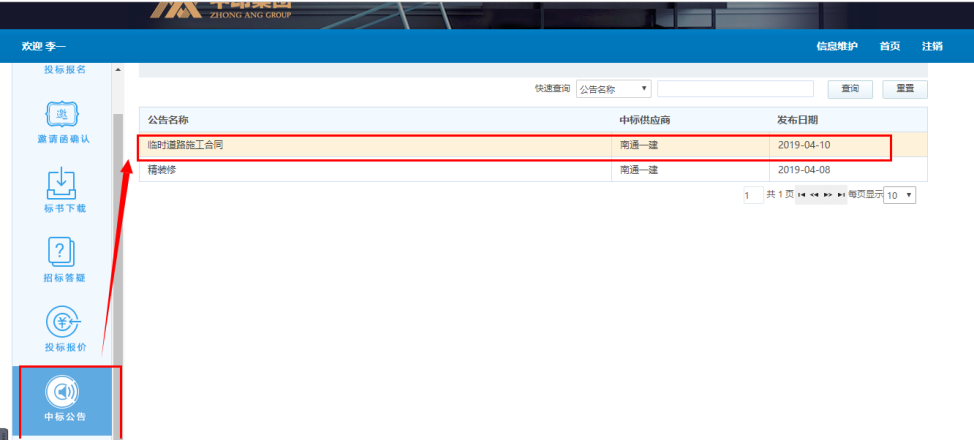 ZHONG ANG GROUP
欢迎 李一 信息维护 首页 注销
投标报名
快速查询 公告名称 查询 重置
邀
邀请函确认
公告名称 中标供应商 发布日期
临时道路施工合同 南通一建 2019-04-10
精装修 南通一建 2019-04-08
1 共 1 页 每页显示 10
标书下载
?
招标答疑
¥
投标报价
中标公告